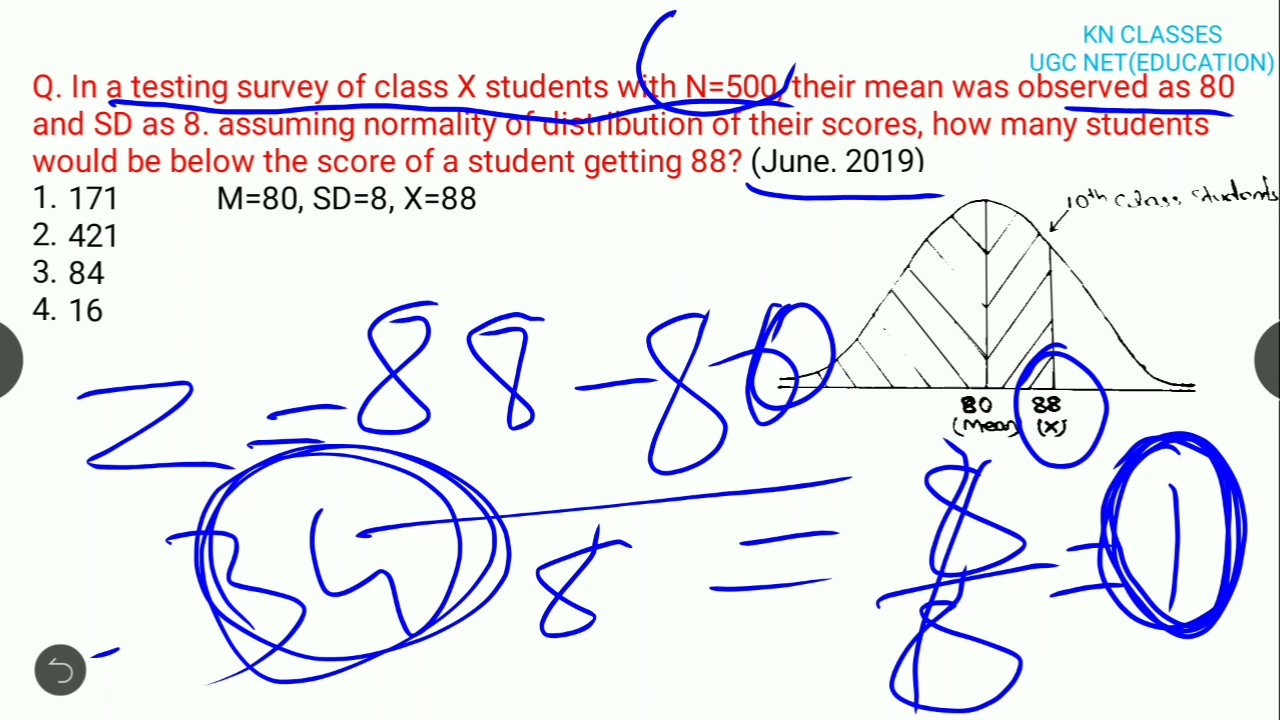 KN CLASSES
UGC NET(EDUCATION)
Q. In a testing survey of class X students with N=500, their mean was observed as 80
and SD as 8. assuming normality of distribution of their scores, how many students
would be below the score of a student getting 88? (June. 2019)
1. 171 M=80, SD=8, X=88
2. 421
3. 84
4. 16
10th Class Students
80 88
(Mean) (X)
Z = 88-80
8 = 8
8 = 1
34